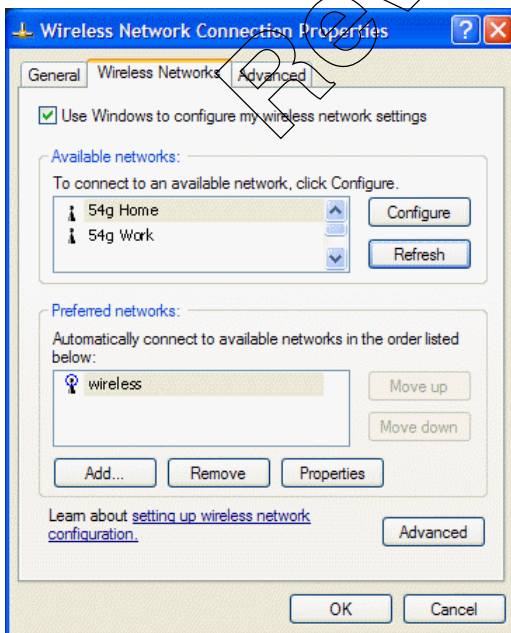 Wireless Network Connection Properties
General Wireless Networks Advanced
Use Windows to configure my wireless network settings
Available networks:
To connect to an available network, click Configure.
54g Home
54g Work
Configure
Refresh
Preferred networks:
Automatically connect to available networks in the order listed
below:
wireless
Move up
Move down
Add... Remove Properties
Learn about setting up wireless network
configuration.
Advanced
OK Cancel